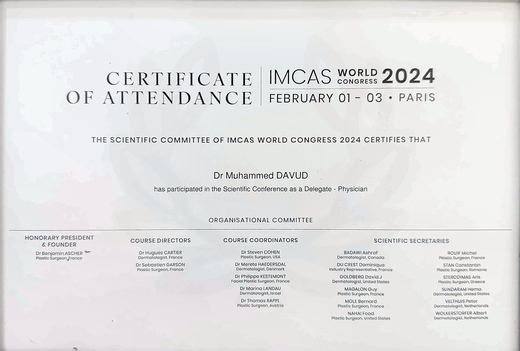 CERTIFICATE
OF ATTENDANCE
IMCAS WORLD CONGRESS 2024
FEBRUARY 01 - 03 • PARIS
THE SCIENTIFIC COMMITTEE OF IMCAS WORLD CONGRESS 2024 CERTIFIES THAT
Dr Muhammed DAVUD
has participated in the Scientific Conference as a Delegate - Physician
ORGANISATIONAL COMMITTEE
HONORARY PRESIDENT
& FOUNDER
Dr Benjamin ASCHER
Plastic Surgeon, France
COURSE DIRECTORS
Dr Hugues CARTIER
Dermatologist, France
Dr Sebastien GARSON
Plastic Surgeon, France
COURSE COORDINATORS
Dr Steven COHEN
Plastic Surgeon, USA
Dr Merete HAEDERSDAL
Dermatologist, Denmark
Dr Philippe KESTEMONT
Facial Plastic Surgeon, France
Dr Marina LANDAU
Dermatologist, Israel
Dr Thomas RAPPL
Plastic Surgeon, Austria
SCIENTIFIC SECRETARIES
BADAWI Ashraf
Dermatologist, Canada
DU CREST Dominique
Industry Representative, France
GOLDBERG David J
Dermatologist, United States
MAGALON Guy
Plastic Surgeon, France
MOLE Bernard
Plastic Surgeon, France
NAHAI Foad
Plastic Surgeon, United States
ROUIF Michel
Plastic Surgeon, France
STAN Constantin
Plastic Surgeon, Romania
STERODIMAS Aris
Plastic Surgeon, Greece
SUNDARAM Hema
Dermatologist, United States
VELTHUIS Peter
Dermatologist, Netherlands
WOLKERSTORFER Albert
Dermatologist, Netherlands